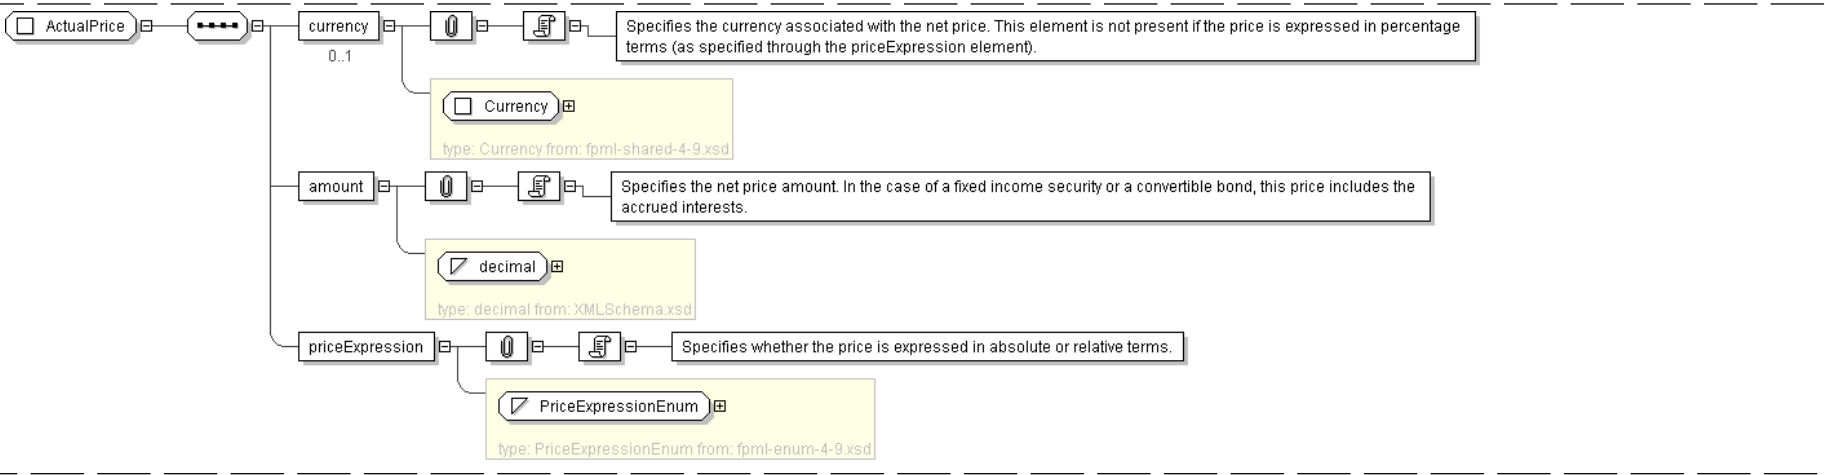 ActualPrice
currency
0..1
Specifies the currency associated with the net price. This element is not present if the price is expressed in percentage
terms (as specified through the priceExpression element).
Currency
type: Currency from: fpml-shared-4-9.xsd
amount
Specifies the net price amount. In the case of a fixed income security or a convertible bond, this price includes the
accrued interests.
decimal
type: decimal from: XMLSchema.xsd
priceExpression
Specifies whether the price is expressed in absolute or relative terms.
PriceExpressionEnum
type: PriceExpressionEnum from: fpml-enum-4-9.xsd